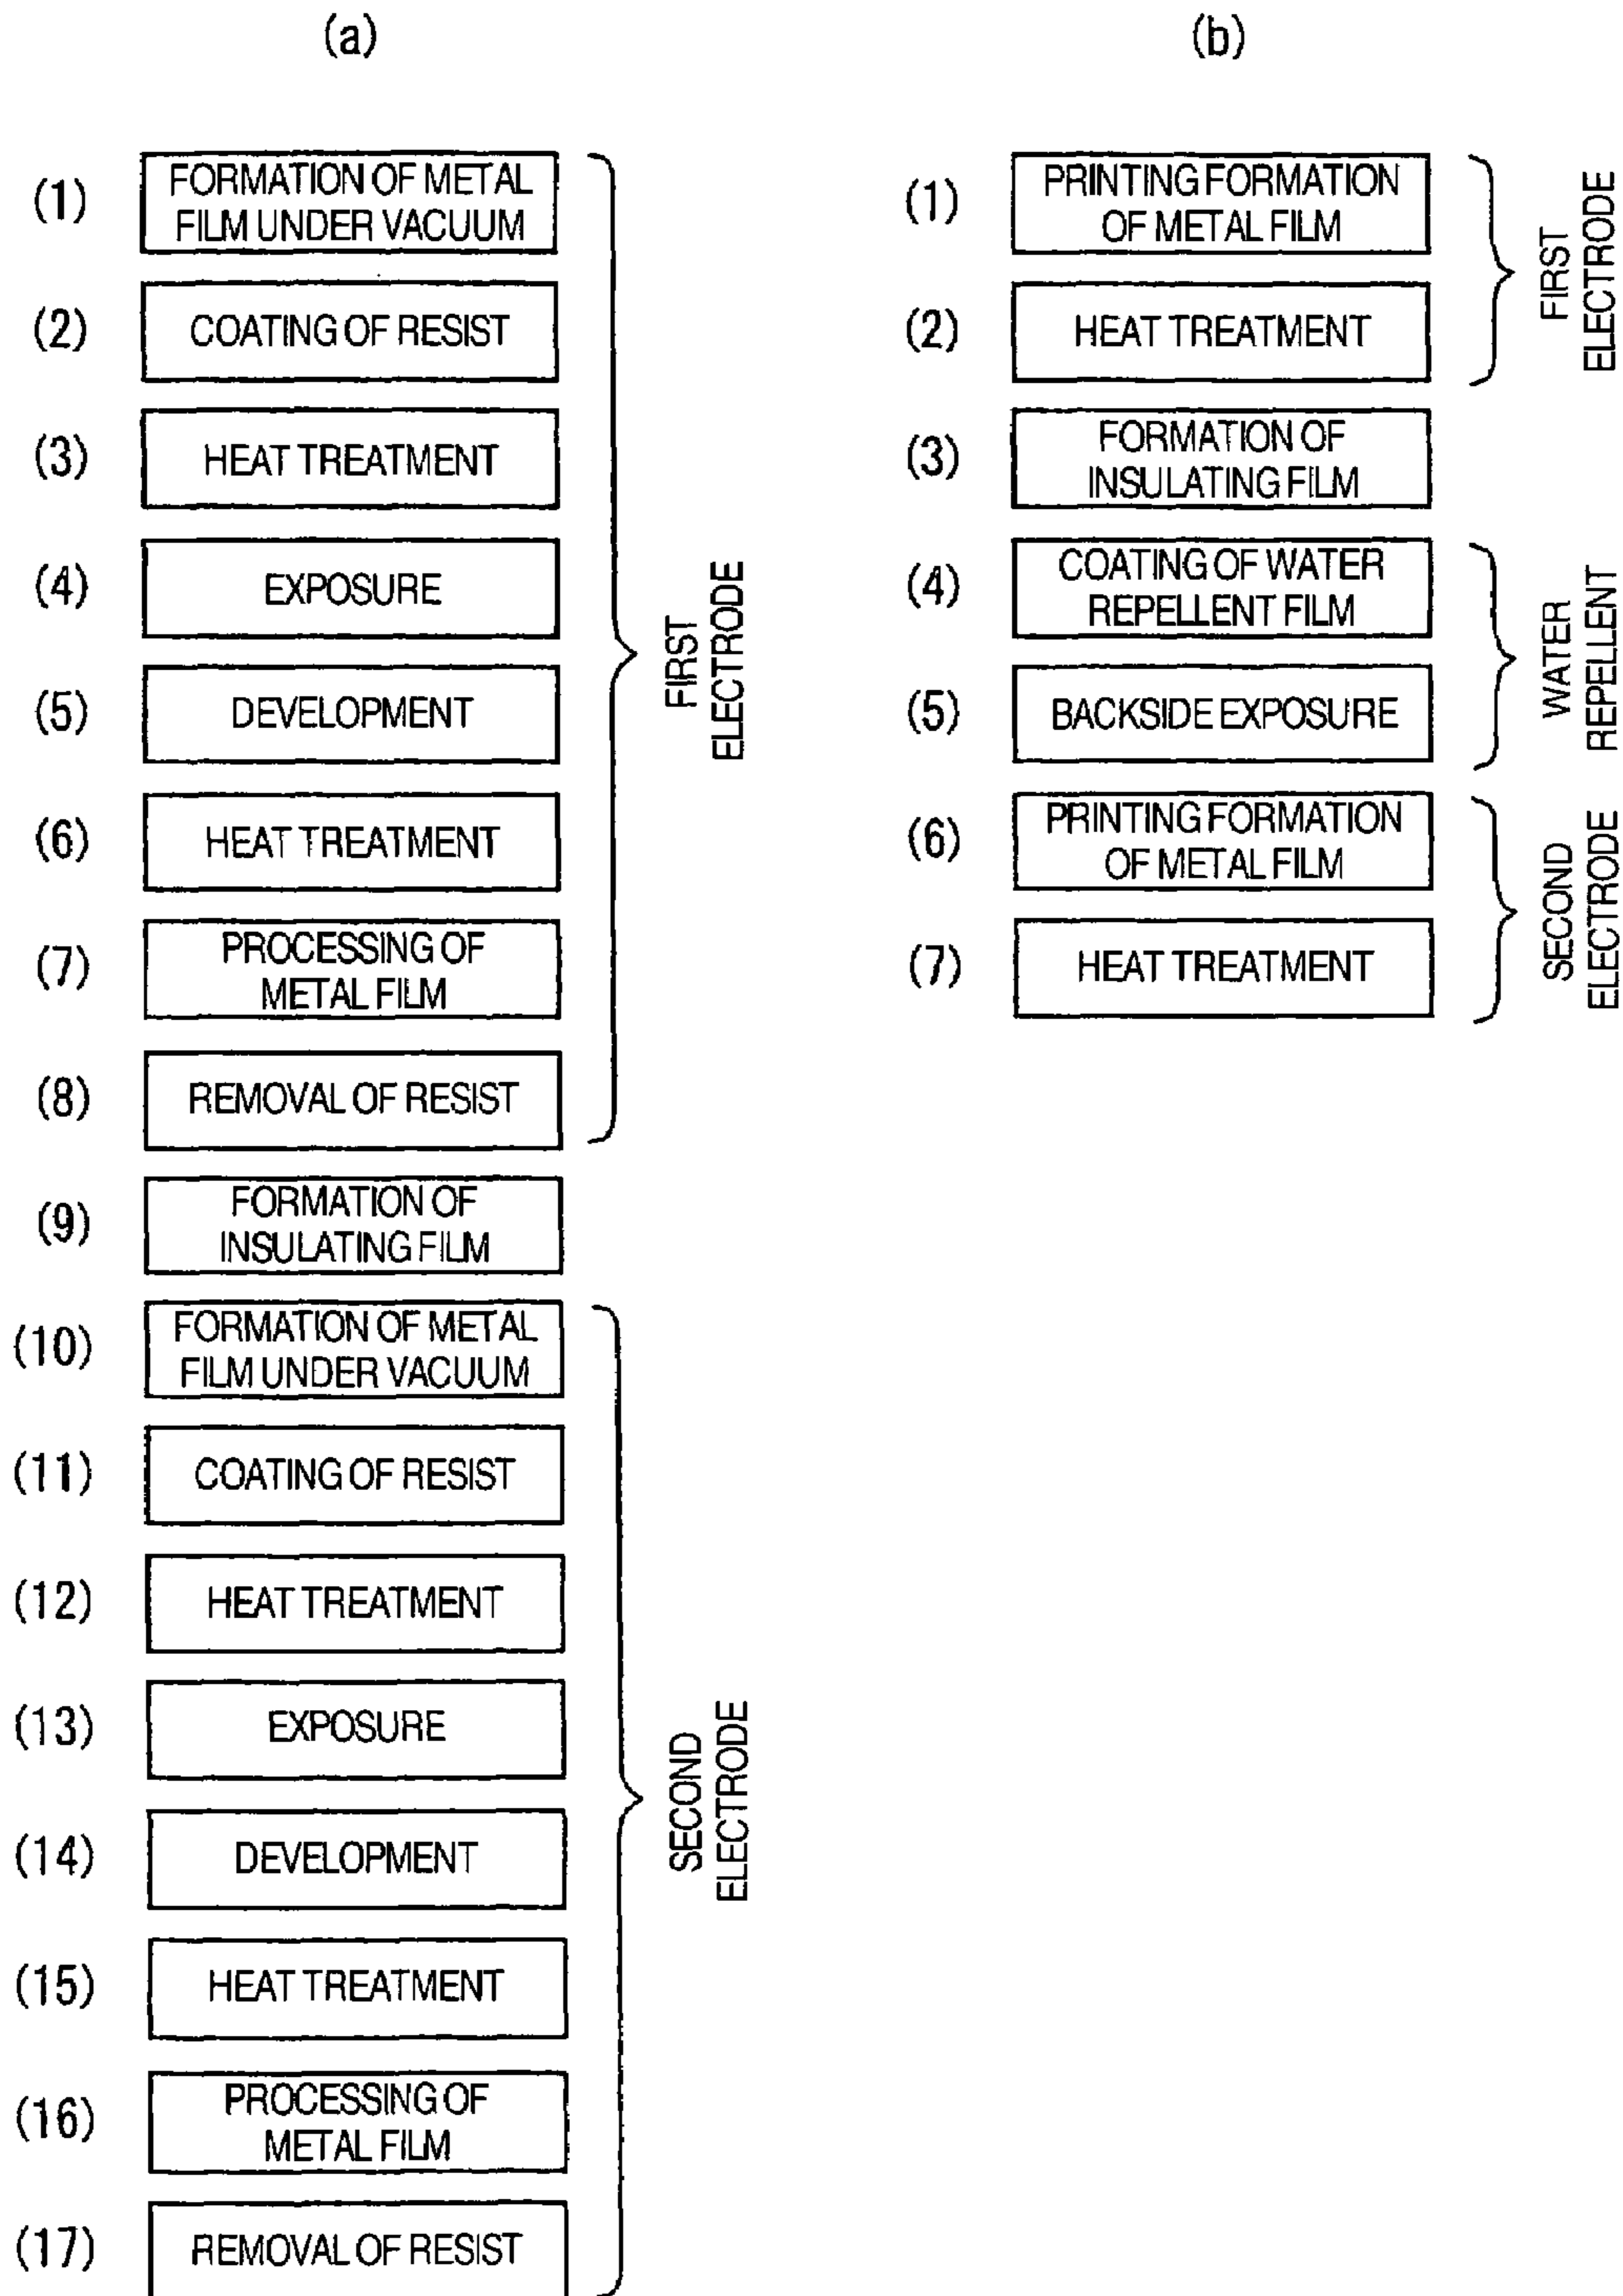 (a)
(1)
FORMATION OF METAL
FILM UNDER VACUUM
(2)
COATING OF RESIST
(3)
HEAT TREATMENT
(4)
EXPOSURE
(5)
DEVELOPMENT
(6)
HEAT TREATMENT
(7)
PROCESSING OF
METAL FILM
(8)
REMOVAL OF RESIST
FIRST
ELECTRODE
(9)
FORMATION OF
INSULATING FILM
(10)
FORMATION OF METAL
FILM UNDER VACUUM
(11)
COATING OF RESIST
(12)
HEAT TREATMENT
(13)
EXPOSURE
(14)
DEVELOPMENT
(15)
HEAT TREATMENT
(16)
PROCESSING OF
METAL FILM
(17)
REMOVAL OF RESIST
SECOND
ELECTRODE
(b)
(1)
PRINTING FORMATION
OF METAL FILM
(2)
HEAT TREATMENT
FIRST
ELECTRODE
(3)
FORMATION OF
INSULATING FILM
(4)
COATING OF WATER
REPELLENT FILM
(5)
BACKSIDE EXPOSURE
WATER
REPELLENT
(6)
PRINTING FORMATION
OF METAL FILM
(7)
HEAT TREATMENT
SECOND
ELECTRODE